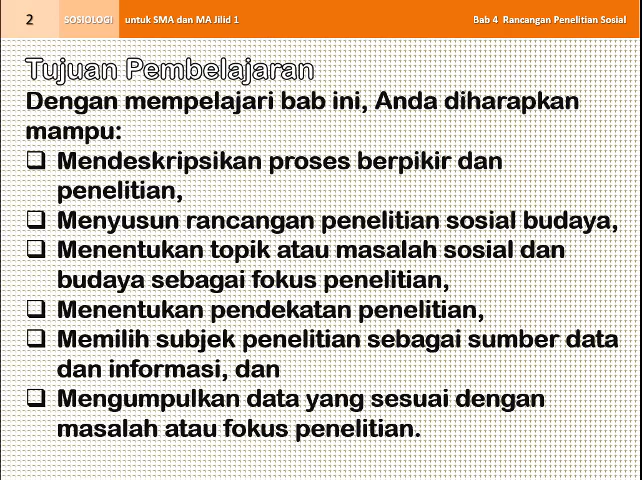 2 SOSIOLOGI untuk SMA dan MA Jilid 1 Bab 4 Rancangan Penelitian Sosial
Tujuan Pembelajaran
Dengan mempelajari bab ini, Anda diharapkan
mampu:
❑ Mendeskripsikan proses berpikir dan
penelitian,
❑ Menyusun rancangan penelitian sosial budaya,
❑ Menentukan topik atau masalah sosial dan
budaya sebagai fokus penelitian,
❑ Menentukan pendekatan penelitian,
❑ Memilih subjek penelitian sebagai sumber data
dan informasi, dan
❑ Mengumpulkan data yang sesuai dengan
masalah atau fokus penelitian.